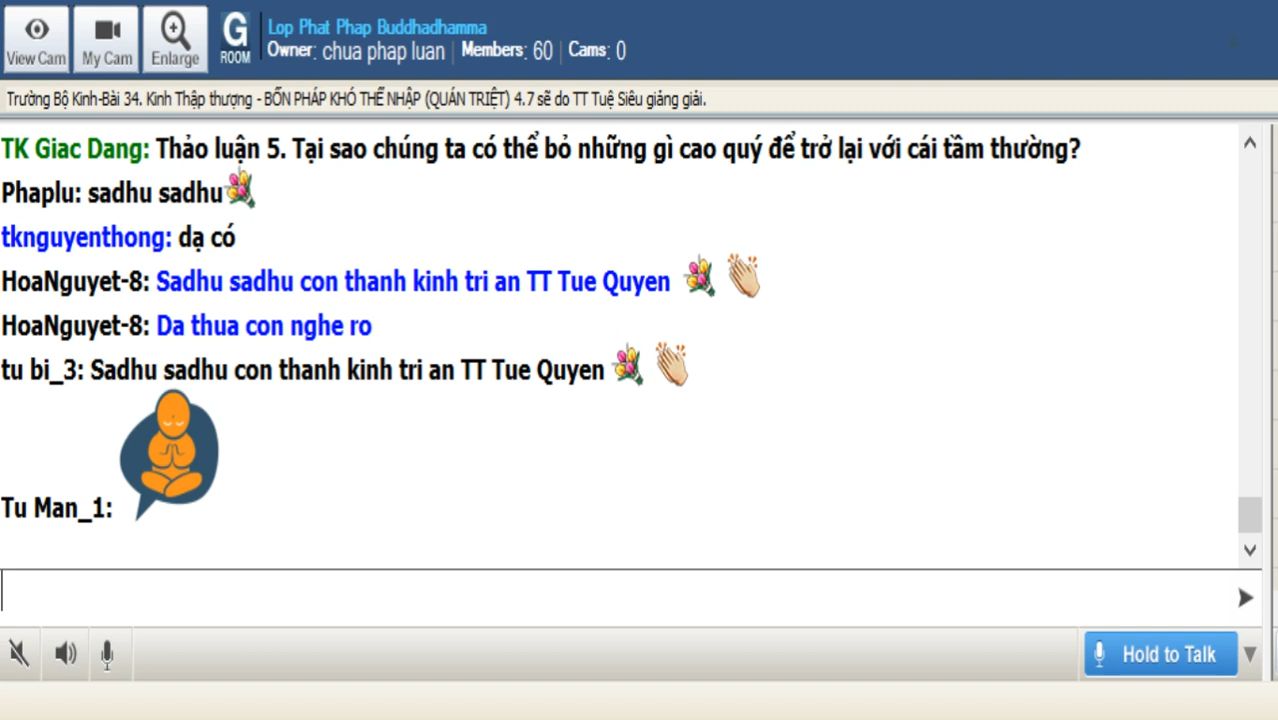 Lop Phat Phap Buddhadhamma
View Cam My Cam Enlarge G ROOM Owner: chua phap luan | Members: 60 | Cams: 0
Trường Bộ Kinh-Bài 34. Kinh Thập thượng - BỐN PHÁP KHÓ THỂ NHẬP (QUÁN TRIỆT) 4.7 sẽ do TT Tuệ Siêu giảng giải.
TK Giac Dang: Thảo luận 5. Tại sao chúng ta có thể bỏ những gì cao quý để trở lại với cái tầm thường?
Phaplu: sadhu sadhu
tknguyenthong: dạ có
HoaNguyet-8: Sadhu sadhu con thanh kinh tri an TT Tue Quyen
HoaNguyet-8: Da thua con nghe ro
tu bi_3: Sadhu sadhu con thanh kinh tri an TT Tue Quyen
Tu Man_1:
Hold to Talk